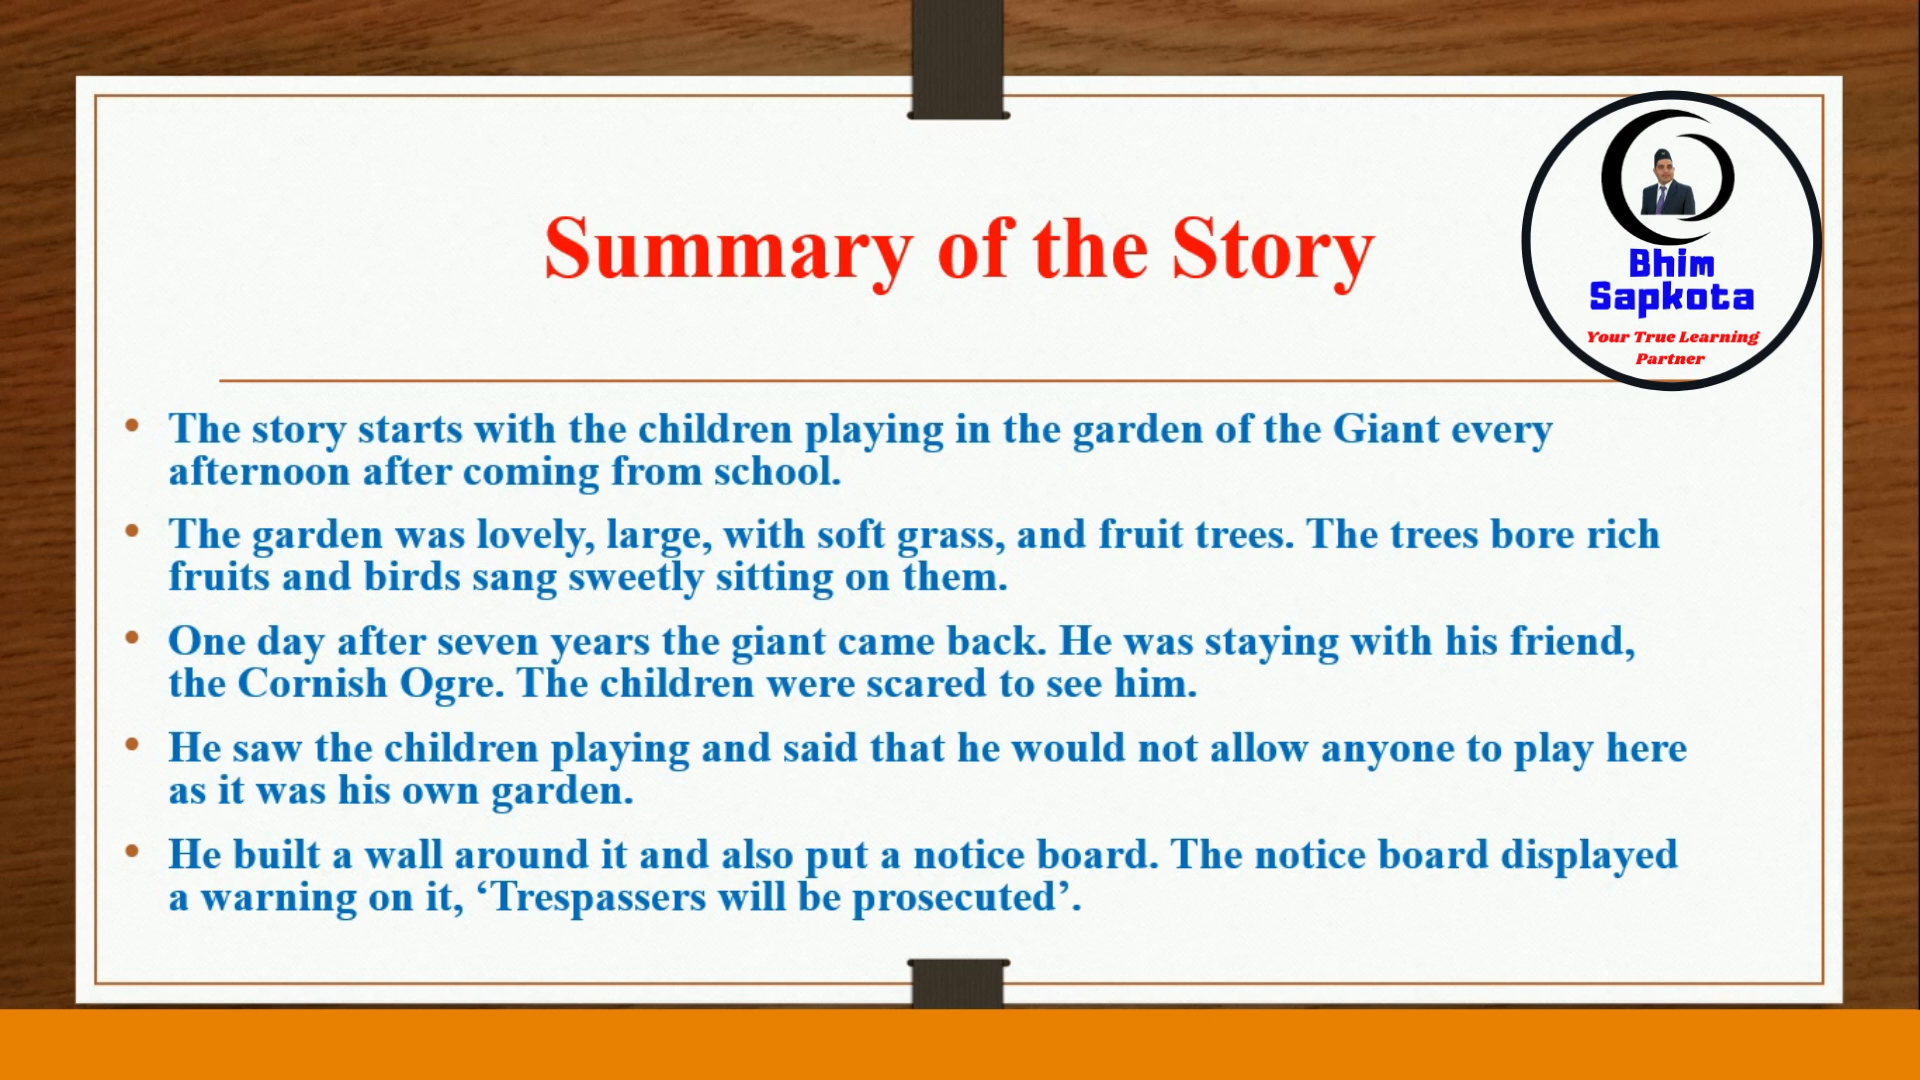 Summary of the Story
Bhim
Sapkota
Your True Learning
Partner
• The story starts with the children playing in the garden of the Giant every
afternoon after coming from school.
• The garden was lovely, large, with soft grass, and fruit trees. The trees bore rich
fruits and birds sang sweetly sitting on them.
• One day after seven years the giant came back. He was staying with his friend,
the Cornish Ogre. The children were scared to see him.
• He saw the children playing and said that he would not allow anyone to play here
as it was his own garden.
• He built a wall around it and also put a notice board. The notice board displayed
a warning on it, ‘Trespassers will be prosecuted’.